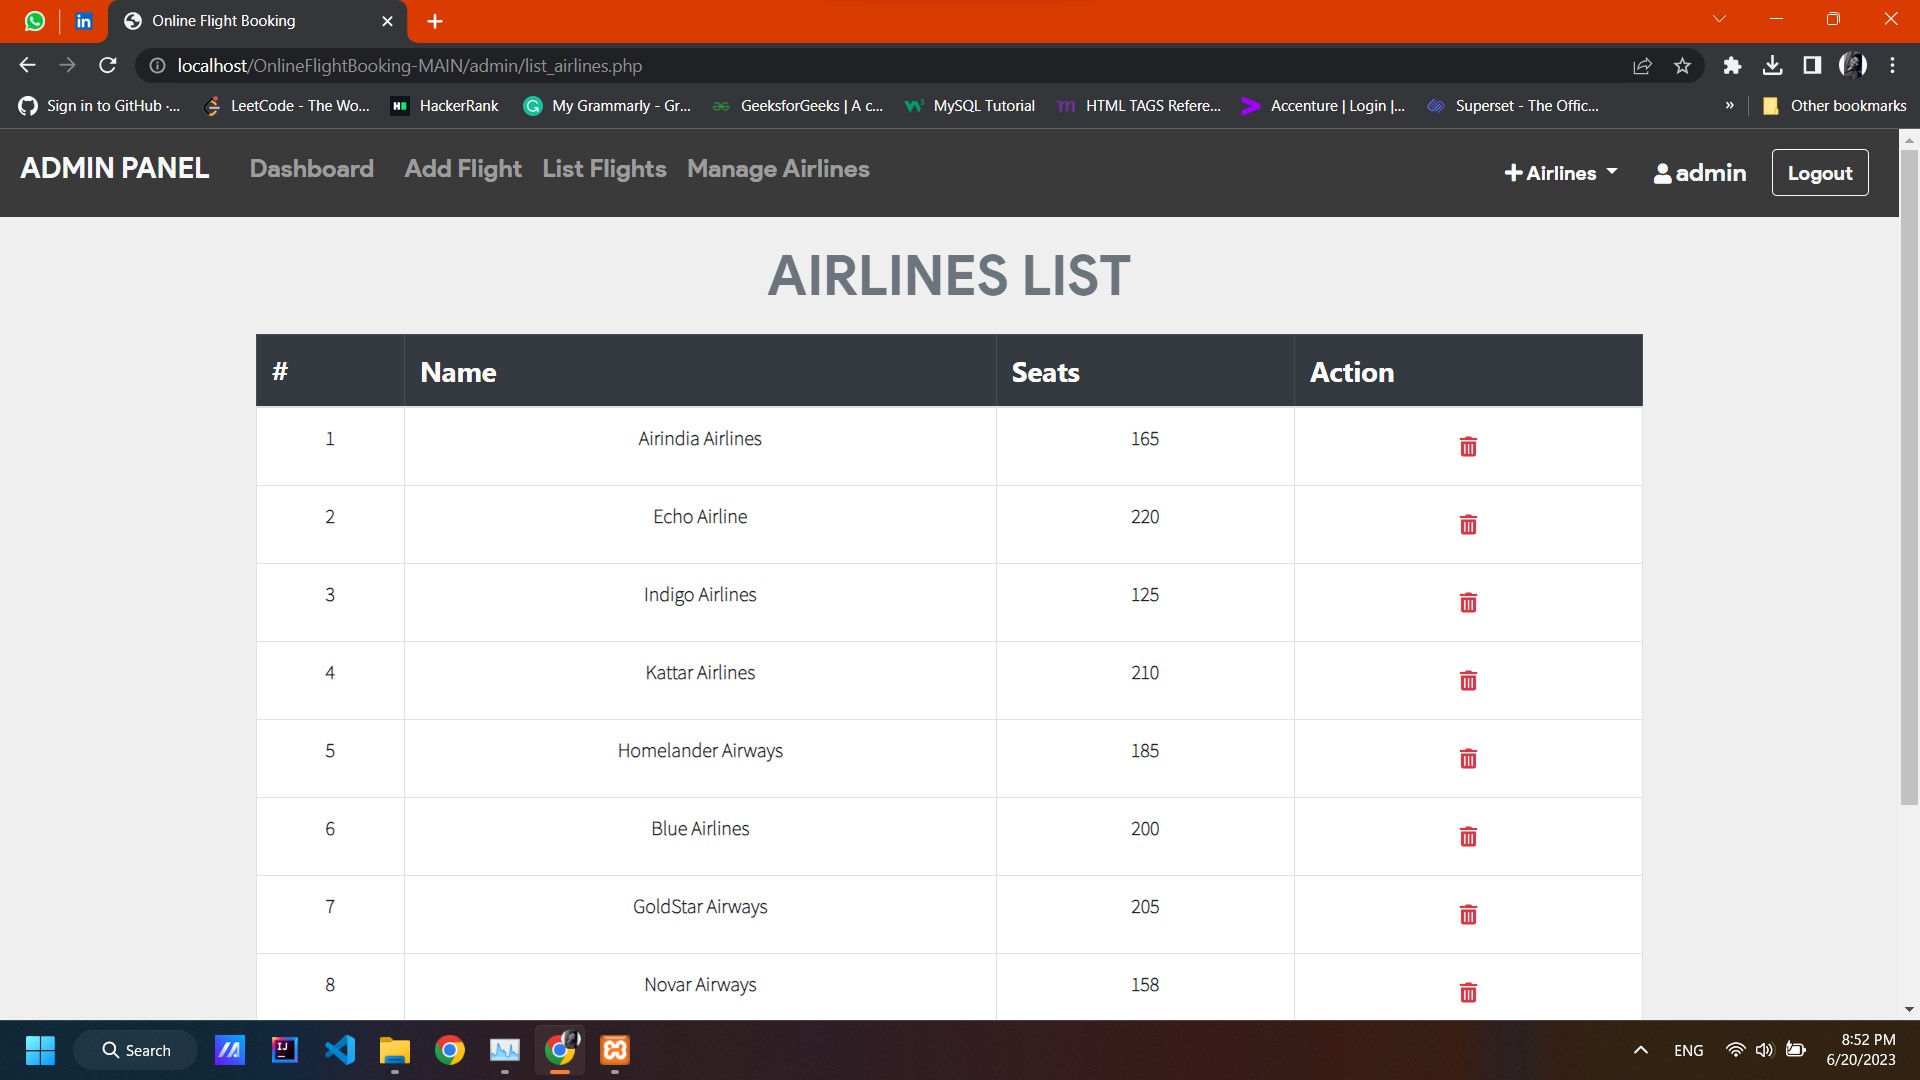 Online Flight Booking
localhost/OnlineFlightBooking-MAIN/admin/list_airlines.php
Sign in to GitHub ·... LeetCode - The Wo... HackerRank My Grammarly - Gr... GeeksforGeeks | A c... MySQL Tutorial HTML TAGS Refere... Accenture | Login |... Superset - The Offic... » Other bookmarks
ADMIN PANEL Dashboard Add Flight List Flights Manage Airlines Airlines admin Logout
AIRLINES LIST
# Name Seats Action
1 Airindia Airlines 165
2 Echo Airline 220
3 Indigo Airlines 125
4 Kattar Airlines 210
5 Homelander Airways 185
6 Blue Airlines 200
7 GoldStar Airways 205
8 Novar Airways 158
Search ENG 8:52 PM
6/20/2023